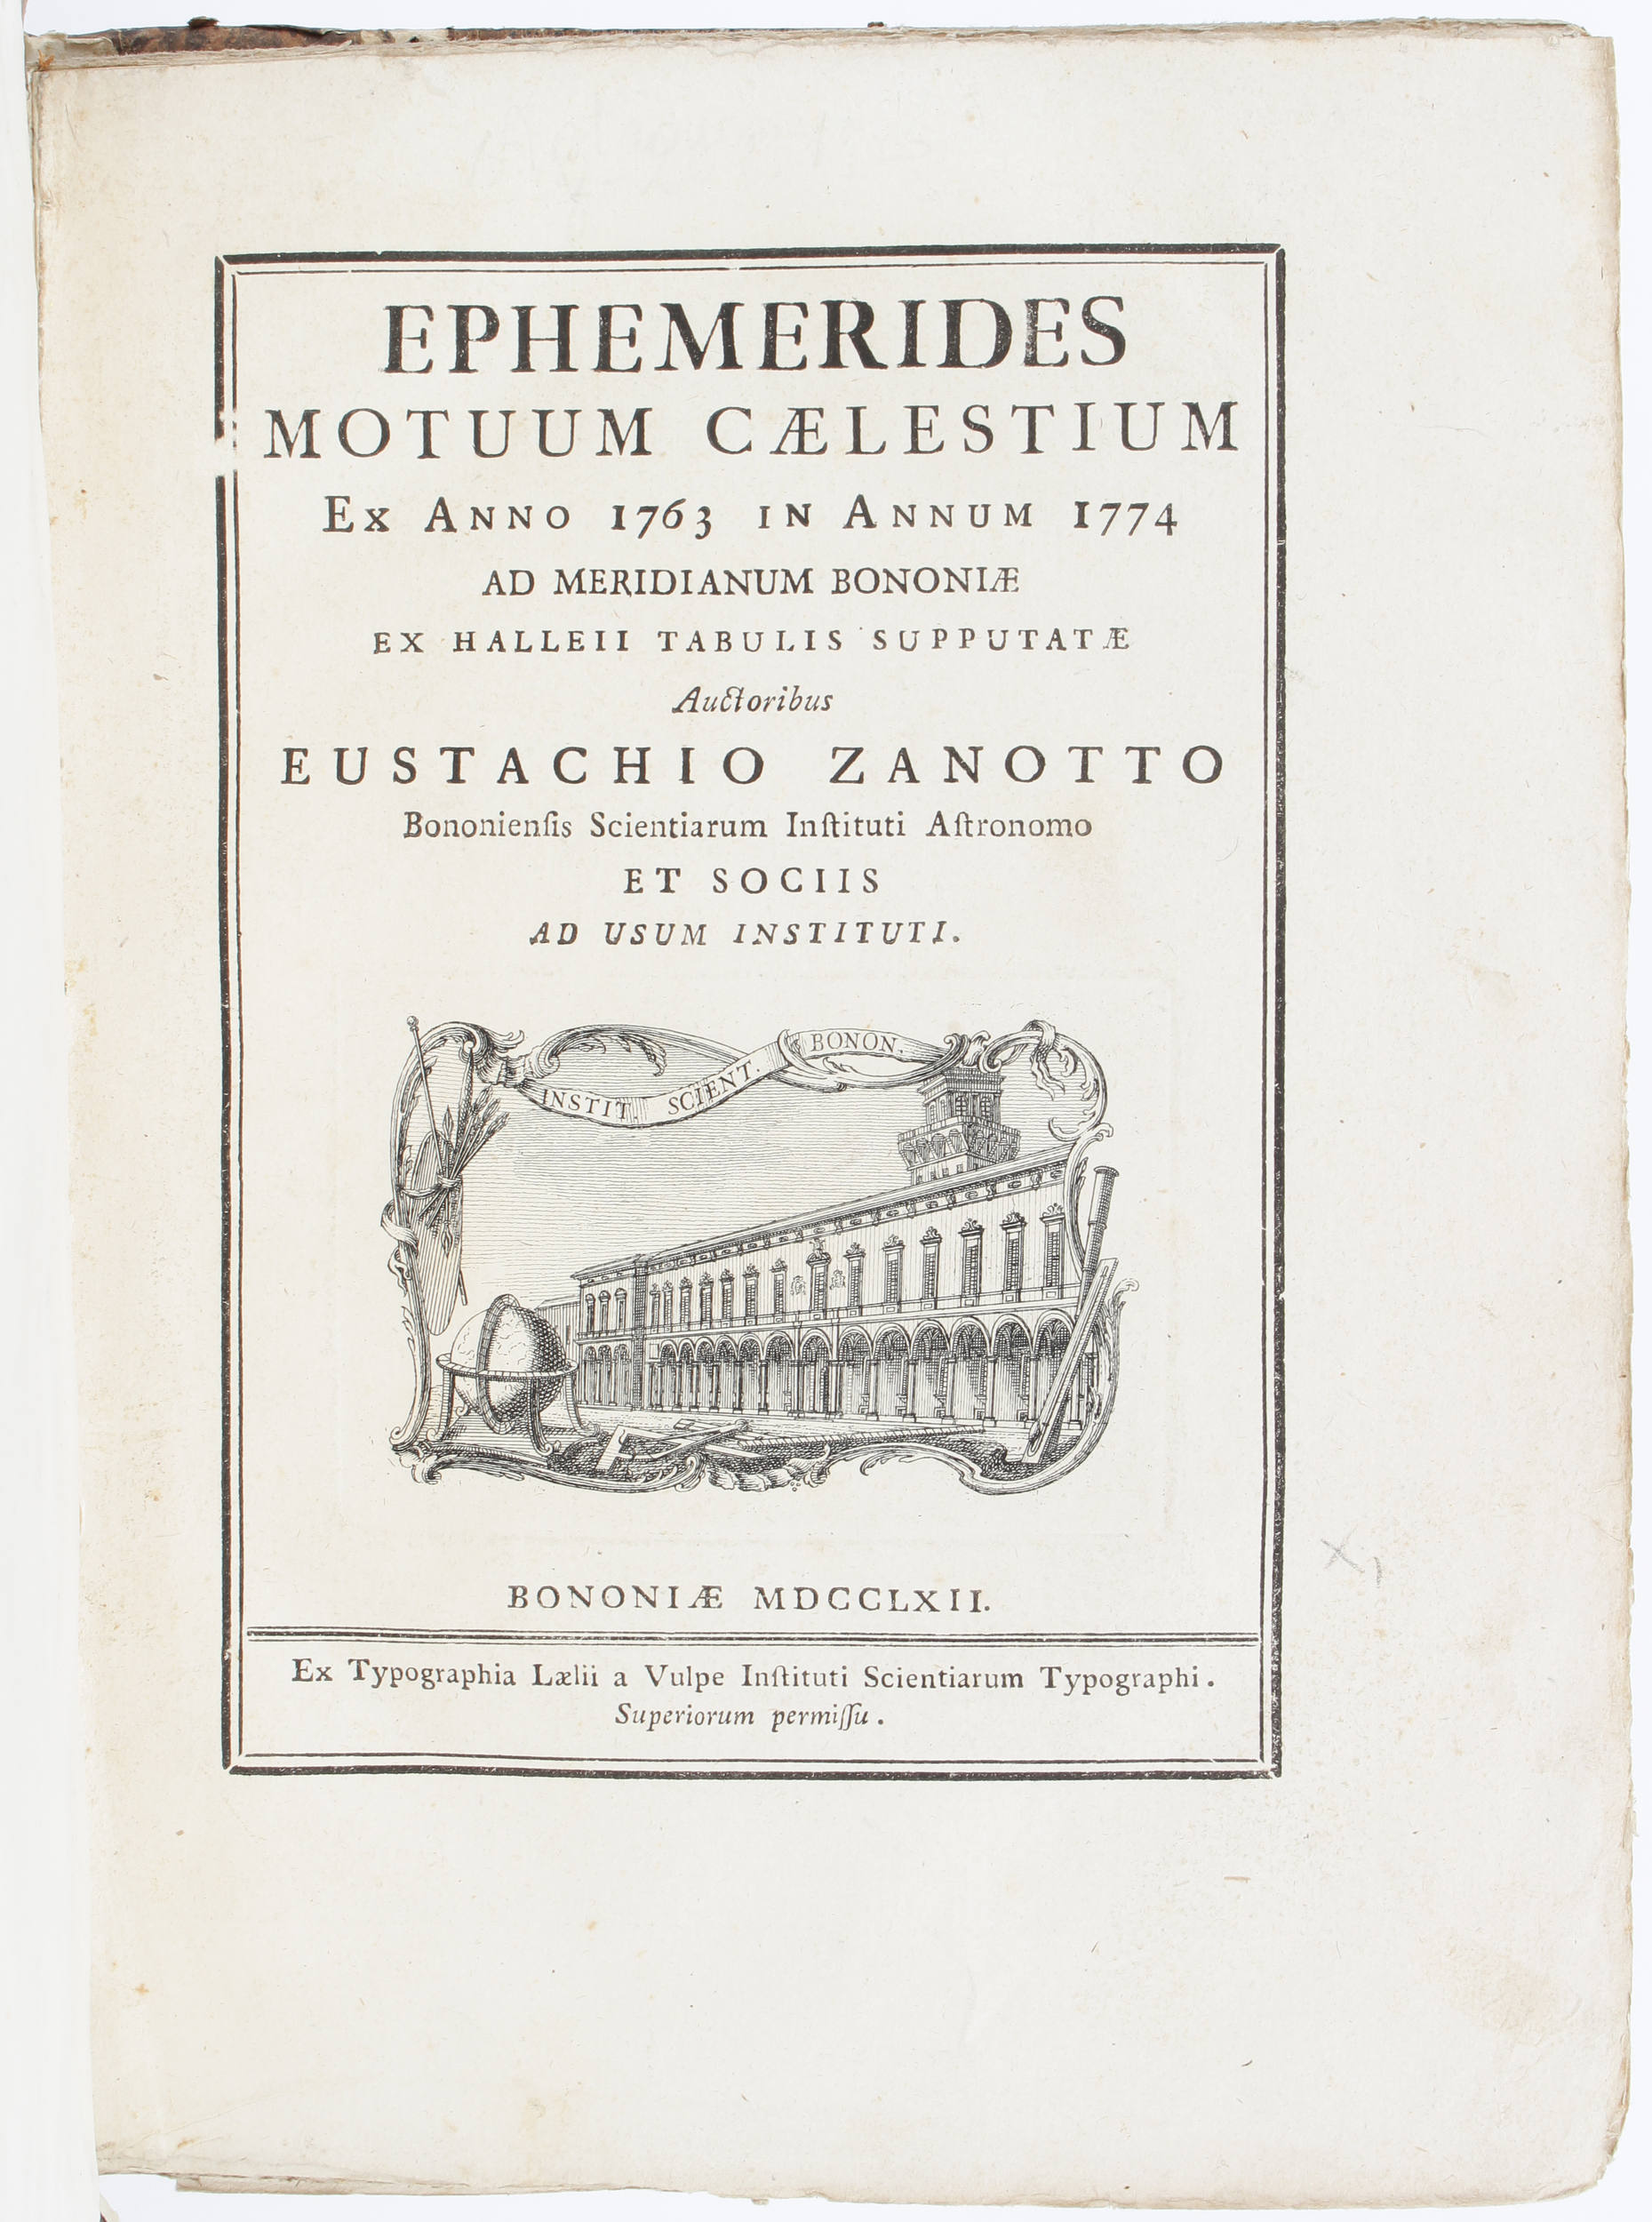 EPHEMERIDES
MOTUUM CÆLESTIUM
EX ANNO 1763 IN ANNUM 1774
AD MERIDIANUM BONONIÆ
EX HALLEII TABULIS SUPPUTATÆ
Auctoribus
EUSTACHIO ZANOTTO
Bononienſis Scientiarum Inſtituti Aſtronomo
ET SOCIIS
AD USUM INSTITUTI.
INSTIT. SCIENT. BONON.
BONONIÆ MDCCLXII.
Ex Typographia Lælii a Vulpe Inſtituti Scientiarum Typographi.
Superiorum permiſſu.